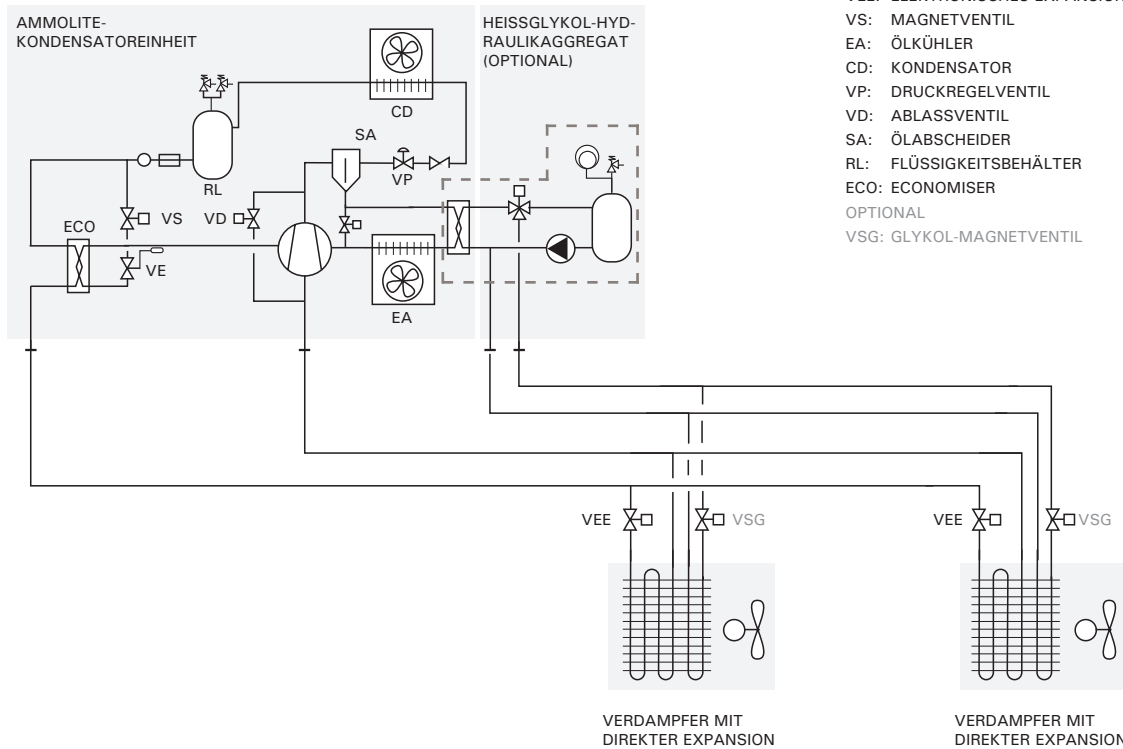 AMMOLITE-
KONDENSATOREINHEIT
HEISSGLYKOL-HYD-
RAULIKAGGREGAT
(OPTIONAL)
VS: MAGNETVENTIL
EA: ÖLKÜHLER
CD: KONDENSATOR
VP: DRUCKREGELVENTIL
VD: ABLASSVENTIL
SA: ÖLABSCHEIDER
RL: FLÜSSIGKEITSBEHÄLTER
ECO: ECONOMISER
OPTIONAL
VSG: GLYKOL-MAGNETVENTIL
CD
SA
VP
RL
ECO
VS
VD
VE
EA
VEE
VSG
VEE
VSG
VERDAMPFER MIT
DIREKTER EXPANSION
VERDAMPFER MIT
DIREKTER EXPANSION